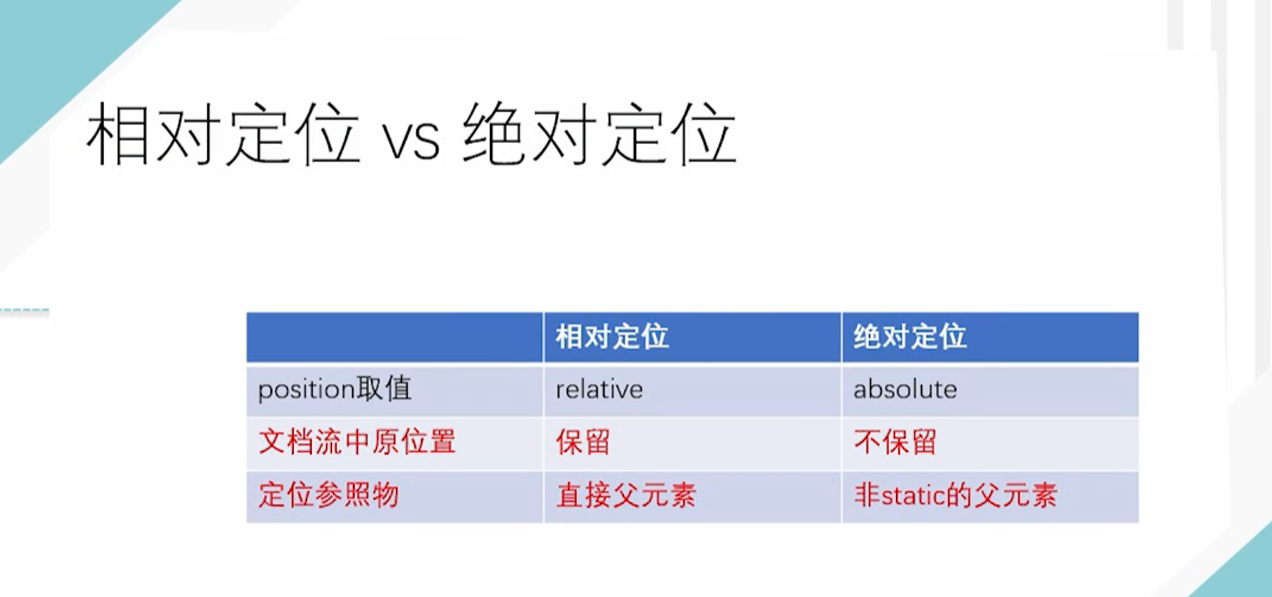 相对定位 vs 绝对定位
相对定位 绝对定位
position取值 relative absolute
文档流中原位置 保留 不保留
定位参照物 直接父元素 非static的父元素